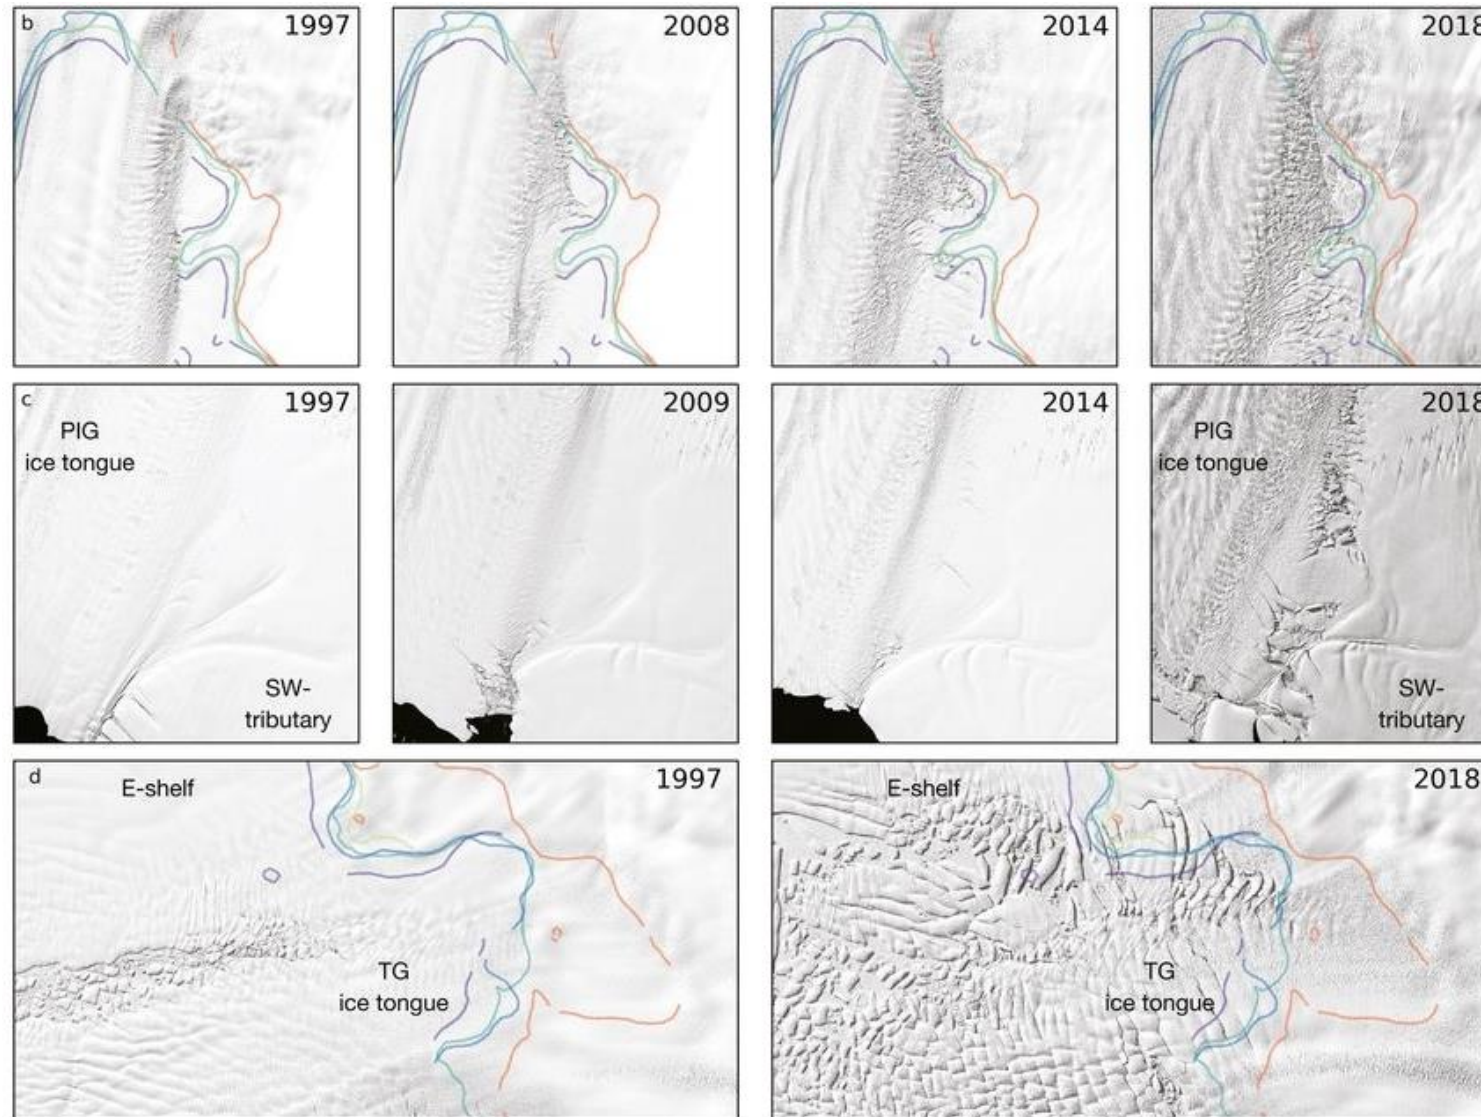 b
1997
2008
2014
2018
c
1997
2009
2014
2018
PIG
ice tongue
SW-
tributary
PIG
ice tongue
SW-
tributary
d
E-shelf
1997
TG
ice tongue
E-shelf
2018
TG
ice tongue